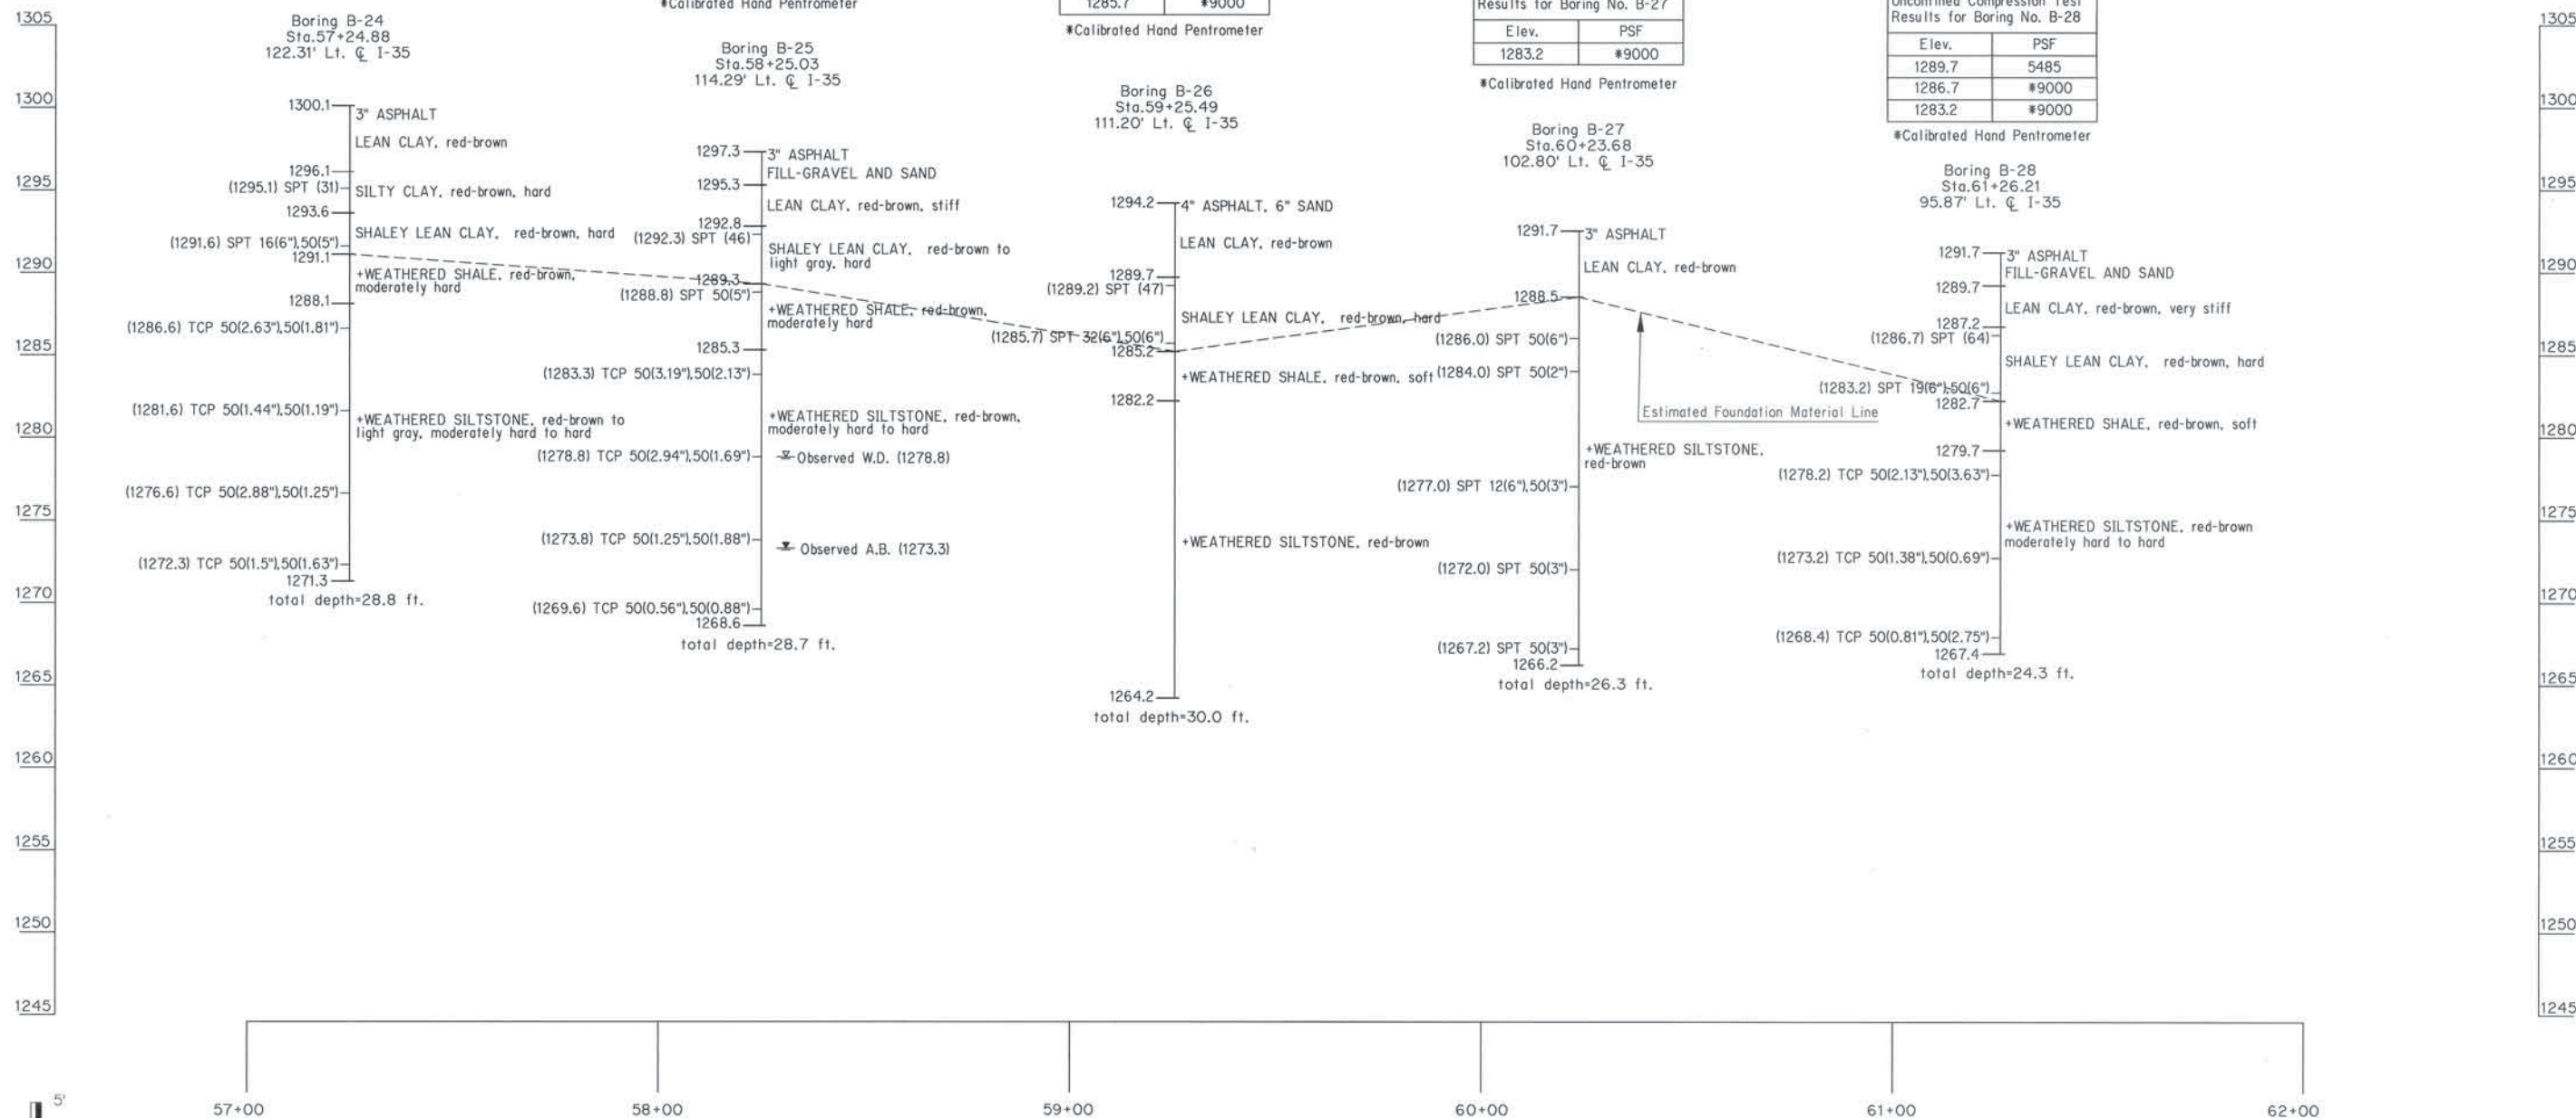 1305
1300
1295
1290
1285
1280
1275
1270
1265
1260
1255
1250
1245
*Calibrated Hand Pentrometer
Boring B-24
Sta.57+24.88
122.31' Lt. ℄ I-35
1300.1
3" ASPHALT
LEAN CLAY, red-brown
1296.1
(1295.1) SPT (31)
SILTY CLAY, red-brown, hard
1293.6
SHALEY LEAN CLAY, red-brown, hard
(1291.6) SPT 16(6"),50(5")
1291.1
+WEATHERED SHALE, red-brown,
moderately hard
1288.1
(1286.6) TCP 50(2.63"),50(1.81")
(1281.6) TCP 50(1.44"),50(1.19")
+WEATHERED SILTSTONE, red-brown to
light gray, moderately hard to hard
(1276.6) TCP 50(2.88"),50(1.25")
(1272.3) TCP 50(1.5"),50(1.63")
1271.3
total depth=28.8 ft.
Boring B-25
Sta.58+25.03
114.29' Lt. ℄ I-35
1297.3
3" ASPHALT
FILL-GRAVEL AND SAND
1295.3
LEAN CLAY, red-brown, stiff
1292.8
(1292.3) SPT (46)
SHALEY LEAN CLAY, red-brown to
light gray, hard
1289.3
(1288.8) SPT 50(5")
+WEATHERED SHALE, red-brown,
moderately hard
1285.3
(1283.3) TCP 50(3.19"),50(2.13")
+WEATHERED SILTSTONE, red-brown,
moderately hard to hard
(1278.8) TCP 50(2.94"),50(1.69")
Observed W.D. (1278.8)
(1273.8) TCP 50(1.25"),50(1.88")
Observed A.B. (1273.3)
(1269.6) TCP 50(0.56"),50(0.88")
1268.6
total depth=28.7 ft.
1285.7 *9000
*Calibrated Hand Pentrometer
Boring B-26
Sta.59+25.49
111.20' Lt. ℄ I-35
1294.2
4" ASPHALT, 6" SAND
LEAN CLAY, red-brown
1289.7
(1289.2) SPT (47)
SHALEY LEAN CLAY, red-brown, hard
(1285.7) SPT 32(6"),50(6")
1285.2
+WEATHERED SHALE, red-brown, soft
1282.2
+WEATHERED SILTSTONE, red-brown
1264.2
total depth=30.0 ft.
Results for Boring No. B-27
Elev. PSF
1283.2 *9000
*Calibrated Hand Pentrometer
Boring B-27
Sta.60+23.68
102.80' Lt. ℄ I-35
1291.7
3" ASPHALT
LEAN CLAY, red-brown
1288.5
(1286.0) SPT 50(6")
(1284.0) SPT 50(2")
Estimated Foundation Material Line
+WEATHERED SILTSTONE,
red-brown
(1277.0) SPT 12(6"),50(3")
(1272.0) SPT 50(3")
(1267.2) SPT 50(3")
1266.2
total depth=26.3 ft.
Unconfined Compression Test
Results for Boring No. B-28
Elev. PSF
1289.7 5485
1286.7 *9000
1283.2 *9000
*Calibrated Hand Pentrometer
Boring B-28
Sta.61+26.21
95.87' Lt. ℄ I-35
1291.7
3" ASPHALT
FILL-GRAVEL AND SAND
1289.7
LEAN CLAY, red-brown, very stiff
1287.2
(1286.7) SPT (64)
SHALEY LEAN CLAY, red-brown, hard
(1283.2) SPT 19(6"),50(6")
1282.7
+WEATHERED SHALE, red-brown, soft
1279.7
(1278.2) TCP 50(2.13"),50(3.63")
+WEATHERED SILTSTONE, red-brown
moderately hard to hard
(1273.2) TCP 50(1.38"),50(0.69")
(1268.4) TCP 50(0.81"),50(2.75")
1267.4
total depth=24.3 ft.
1305
1300
1295
1290
1285
1280
1275
1270
1265
1260
1255
1250
1245
5'
57+00
58+00
59+00
60+00
61+00
62+00